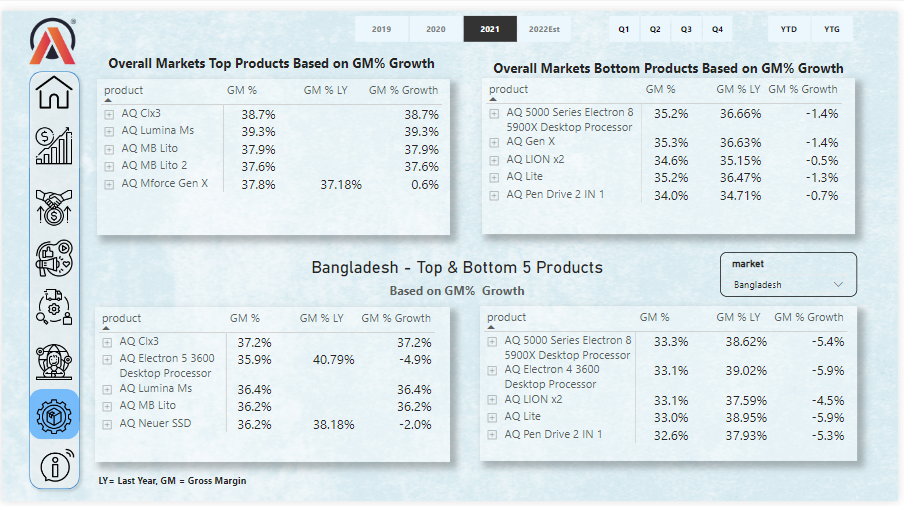 2019 2020 2021 2022Est Q1 Q2 Q3 Q4 YTD YTG
Overall Markets Top Products Based on GM% Growth
product GM % GM % LY GM % Growth
AQ Clx3 38.7% 38.7%
AQ Lumina Ms 39.3% 39.3%
AQ MB Lito 37.9% 37.9%
AQ MB Lito 2 37.6% 37.6%
AQ Mforce Gen X 37.8% 37.18% 0.6%
Overall Markets Bottom Products Based on GM% Growth
product GM % GM % LY GM % Growth
AQ 5000 Series Electron 8 35.2% 36.66% -1.4%
5900X Desktop Processor
AQ Gen X 35.3% 36.63% -1.4%
AQ LION x2 34.6% 35.15% -0.5%
AQ Lite 35.2% 36.47% -1.3%
AQ Pen Drive 2 IN 1 34.0% 34.71% -0.7%
Bangladesh - Top & Bottom 5 Products
Based on GM% Growth
market
Bangladesh
product GM % GM % LY GM % Growth
AQ Clx3 37.2% 37.2%
AQ Electron 5 3600 35.9% 40.79% -4.9%
Desktop Processor
AQ Lumina Ms 36.4% 36.4%
AQ MB Lito 36.2% 36.2%
AQ Neuer SSD 36.2% 38.18% -2.0%
product GM % GM % LY GM % Growth
AQ 5000 Series Electron 8 33.3% 38.62% -5.4%
5900X Desktop Processor
AQ Electron 4 3600 33.1% 39.02% -5.9%
Desktop Processor
AQ LION x2 33.1% 37.59% -4.5%
AQ Lite 33.0% 38.95% -5.9%
AQ Pen Drive 2 IN 1 32.6% 37.93% -5.3%
LY= Last Year, GM = Gross Margin